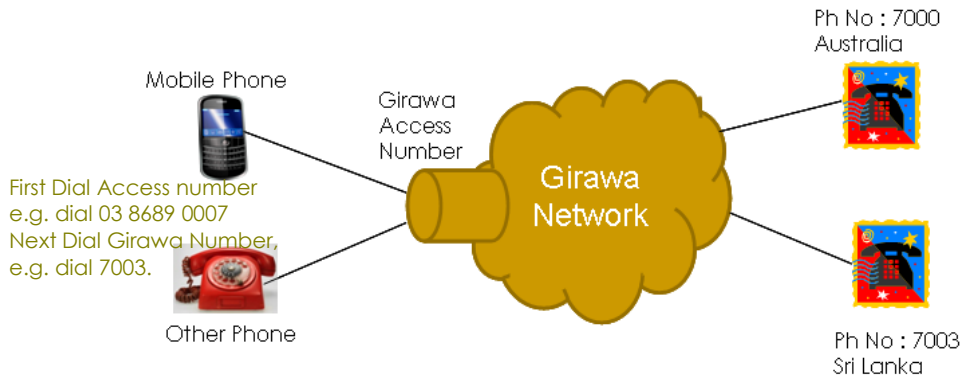 Ph No : 7000
Australia
Mobile Phone
Girawa
Access
Number
First Dial Access number
e.g. dial 03 8689 0007
Next Dial Girawa Number,
e.g. dial 7003.
Girawa
Network
Other Phone
Ph No : 7003
Sri Lanka